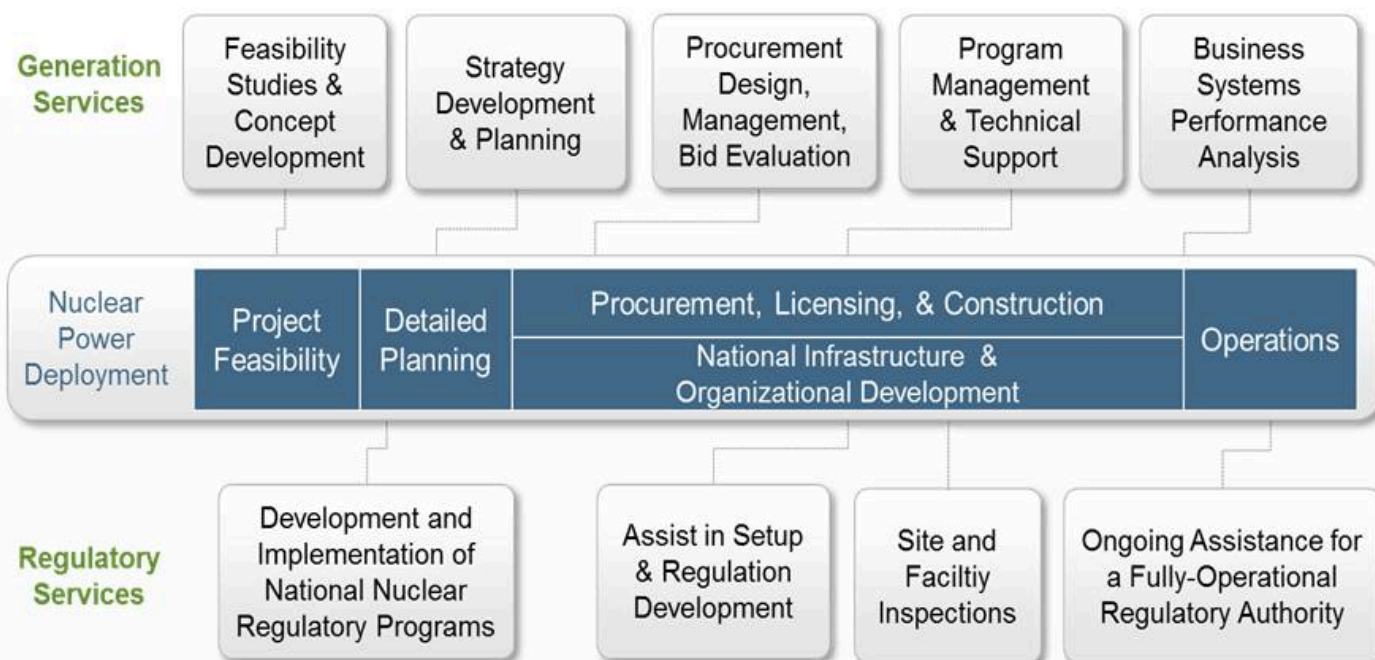 Generation
Services
Feasibility
Studies &
Concept
Development
Strategy
Development
& Planning
Procurement
Design,
Management,
Bid Evaluation
Program
Management
& Technical
Support
Business
Systems
Performance
Analysis
Nuclear
Power
Deployment
Project
Feasibility
Detailed
Planning
Procurement, Licensing, & Construction
National Infrastructure &
Organizational Development
Operations
Regulatory
Services
Development and
Implementation of
National Nuclear
Regulatory Programs
Assist in Setup
& Regulation
Development
Site and
Faciltiy
Inspections
Ongoing Assistance for
a Fully-Operational
Regulatory Authority